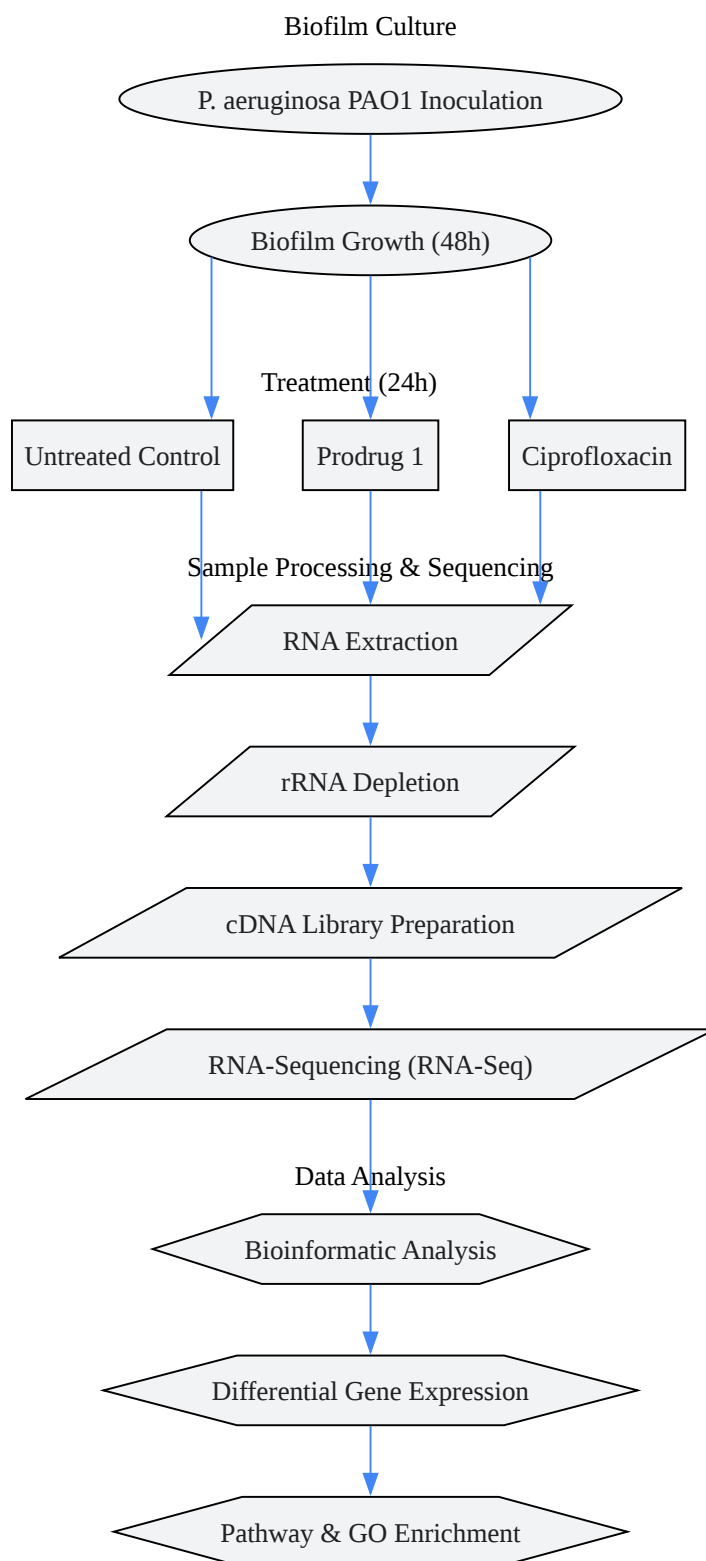 Biofilm Culture
P. aeruginosa PAO1 Inoculation
Biofilm Growth (48h)
Treatment (24h)
Untreated Control
Prodrug 1
Ciprofloxacin
Sample Processing & Sequencing
RNA Extraction
rRNA Depletion
cDNA Library Preparation
RNA-Sequencing (RNA-Seq)
Data Analysis
Bioinformatic Analysis
Differential Gene Expression
Pathway & GO Enrichment